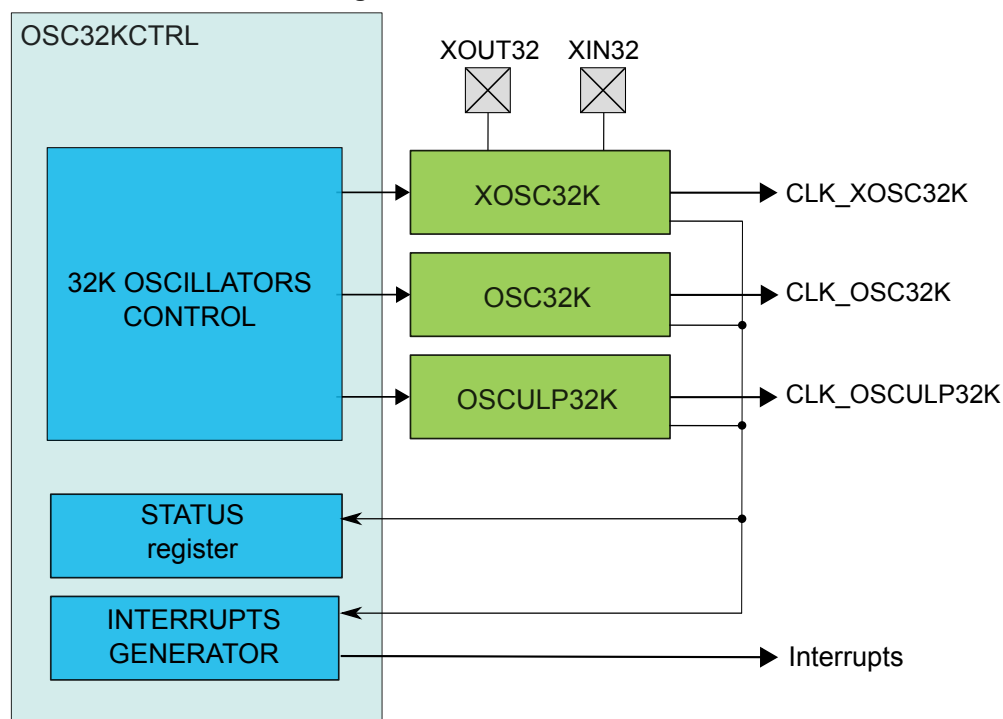 OSC32KCTRL
XOUT32 XIN32
XOSC32K
CLK_XOSC32K
32K OSCILLATORS
CONTROL
OSC32K
CLK_OSC32K
OSCULP32K
CLK_OSCULP32K
STATUS
register
INTERRUPTS
GENERATOR
Interrupts